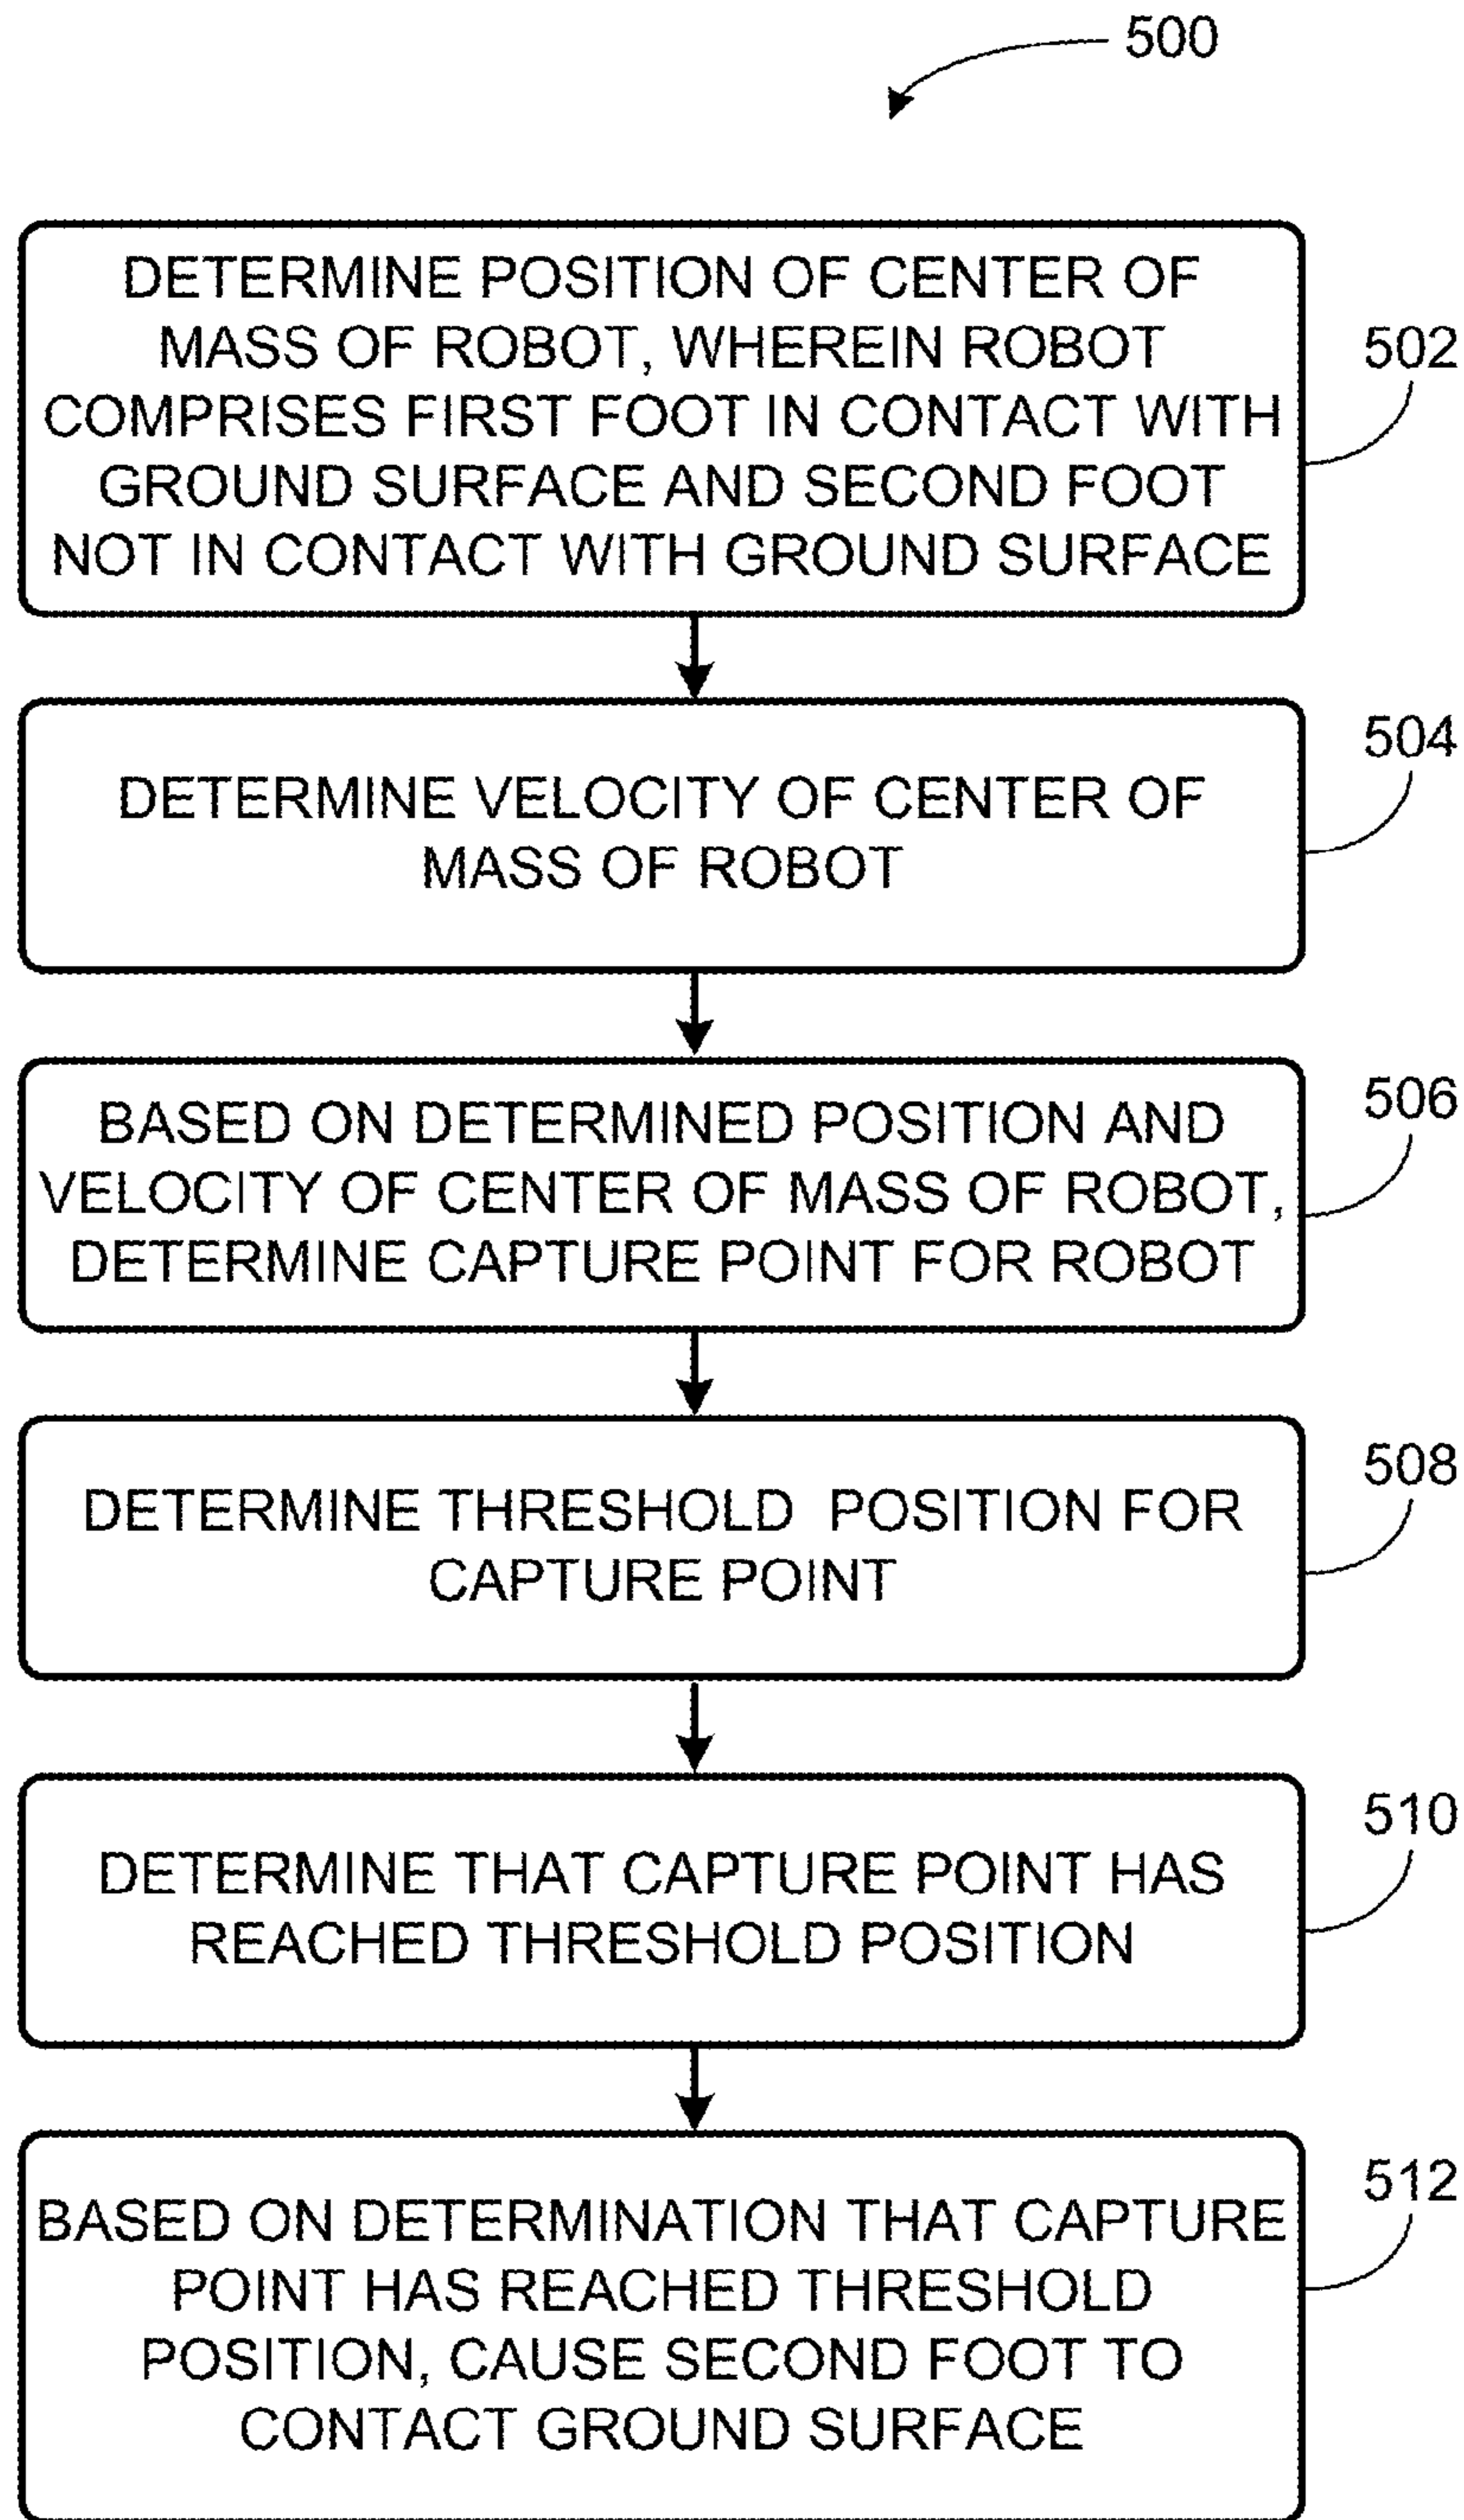 500
DETERMINE POSITION OF CENTER OF
MASS OF ROBOT, WHEREIN ROBOT
COMPRISES FIRST FOOT IN CONTACT WITH
GROUND SURFACE AND SECOND FOOT
NOT IN CONTACT WITH GROUND SURFACE
502
DETERMINE VELOCITY OF CENTER OF
MASS OF ROBOT
504
BASED ON DETERMINED POSITION AND
VELOCITY OF CENTER OF MASS OF ROBOT,
DETERMINE CAPTURE POINT FOR ROBOT
506
DETERMINE THRESHOLD POSITION FOR
CAPTURE POINT
508
DETERMINE THAT CAPTURE POINT HAS
REACHED THRESHOLD POSITION
510
BASED ON DETERMINATION THAT CAPTURE
POINT HAS REACHED THRESHOLD
POSITION, CAUSE SECOND FOOT TO
CONTACT GROUND SURFACE
512